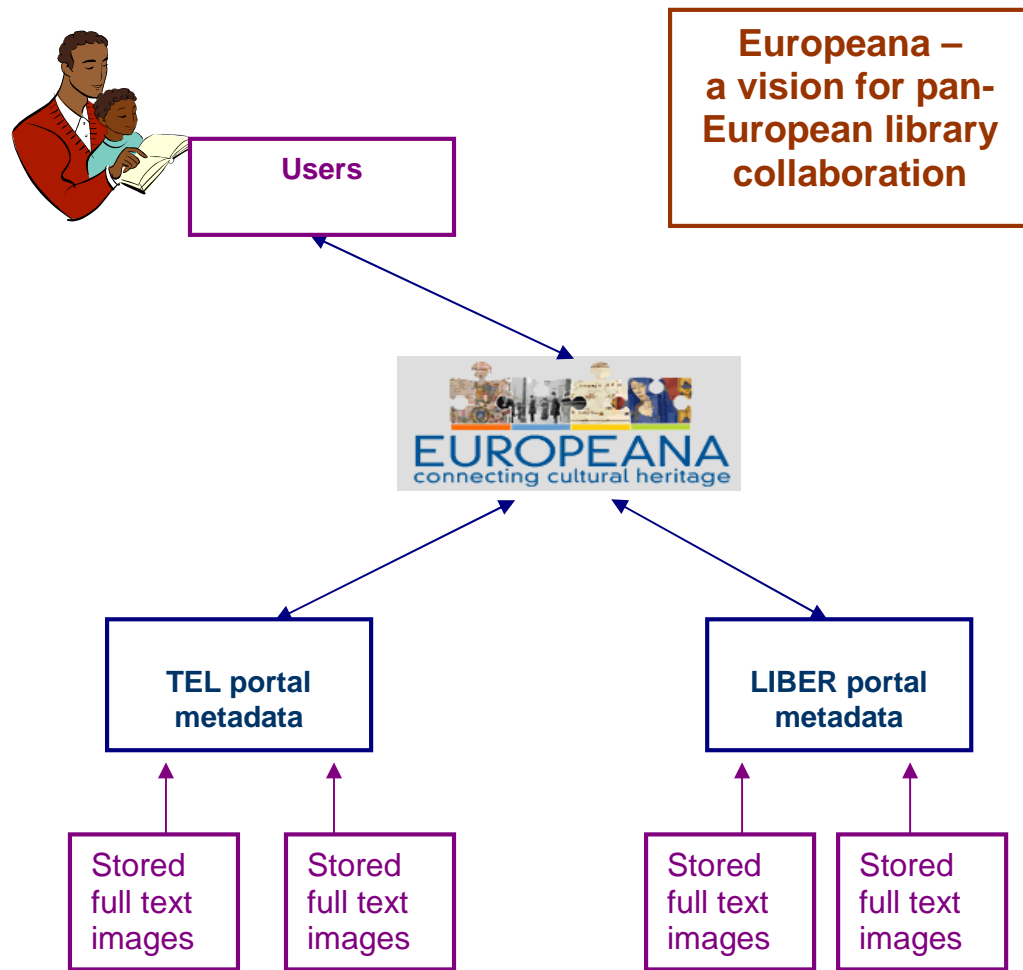 Europeana –
a vision for pan-
European library
collaboration
Users
EUROPEANA
connecting cultural heritage
TEL portal
metadata
LIBER portal
metadata
Stored
full text
images
Stored
full text
images
Stored
full text
images
Stored
full text
images